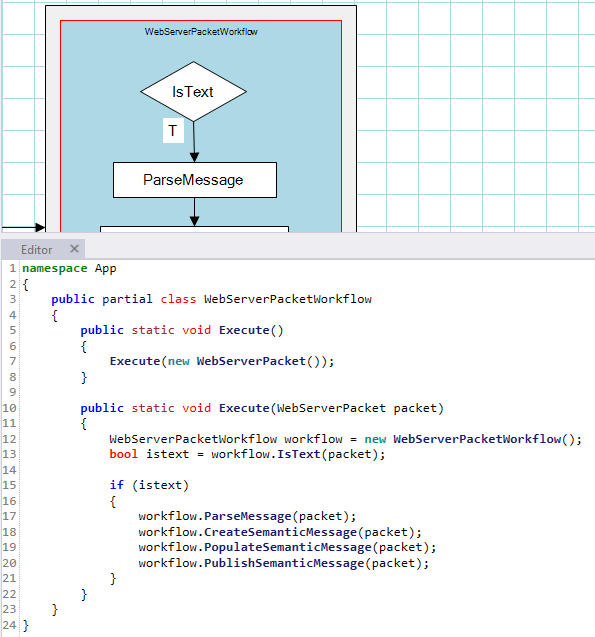 WebServerPacketWorkflow
IsText
T
ParseMessage
Editor ✕
1 namespace App
2 {
3     public partial class WebServerPacketWorkflow
4     {
5         public static void Execute()
6         {
7             Execute(new WebServerPacket());
8         }
9
10         public static void Execute(WebServerPacket packet)
11         {
12             WebServerPacketWorkflow workflow = new WebServerPacketWorkflow();
13             bool istext = workflow.IsText(packet);
14
15             if (istext)
16             {
17                 workflow.ParseMessage(packet);
18                 workflow.CreateSemanticMessage(packet);
19                 workflow.PopulateSemanticMessage(packet);
20                 workflow.PublishSemanticMessage(packet);
21             }
22         }
23     }
24 }